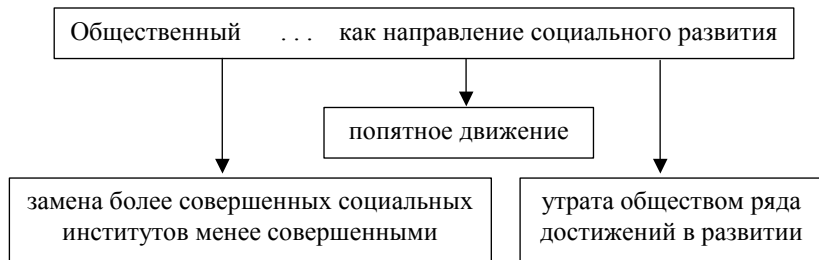 Общественный . . . как направление социального развития
попятное движение
замена более совершенных социальных
институтов менее совершенными
утрата обществом ряда
достижений в развитии